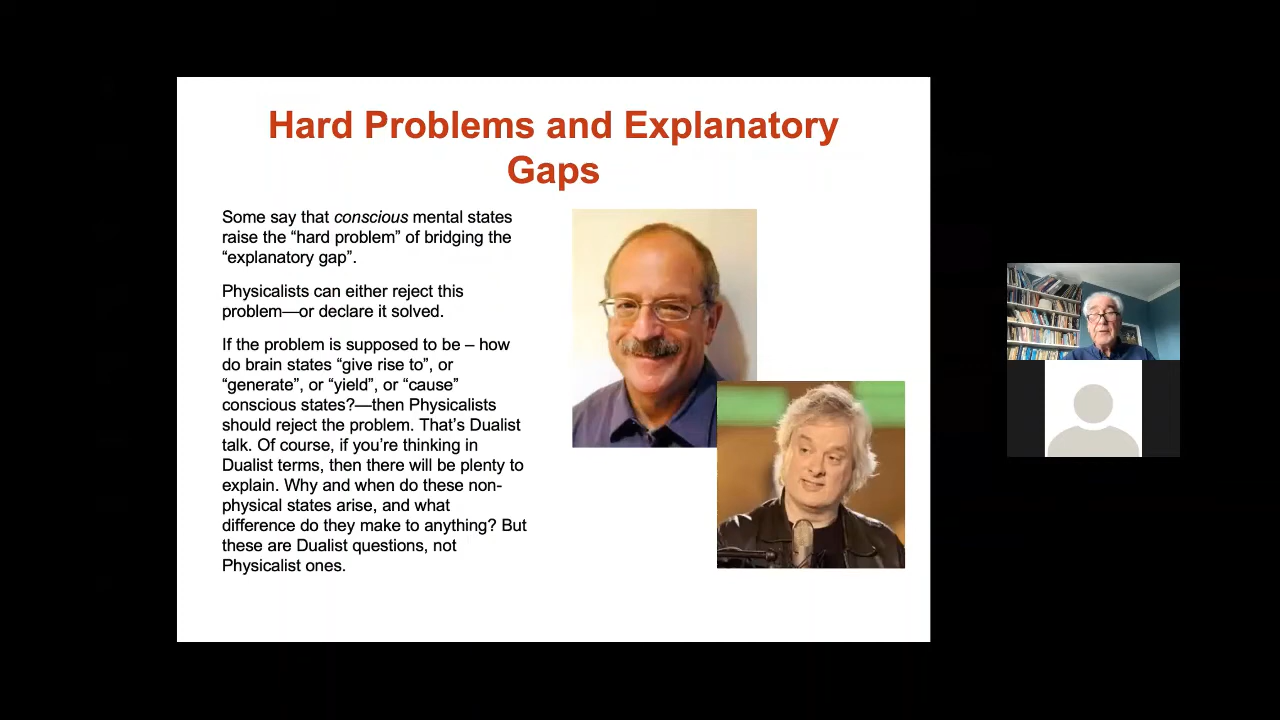 Hard Problems and Explanatory
Gaps
Some say that conscious mental states
raise the “hard problem” of bridging the
“explanatory gap”.
Physicalists can either reject this
problem—or declare it solved.
If the problem is supposed to be – how
do brain states “give rise to”, or
“generate”, or “yield”, or “cause”
conscious states?—then Physicalists
should reject the problem. That’s Dualist
talk. Of course, if you’re thinking in
Dualist terms, then there will be plenty to
explain. Why and when do these non-
physical states arise, and what
difference do they make to anything? But
these are Dualist questions, not
Physicalist ones.